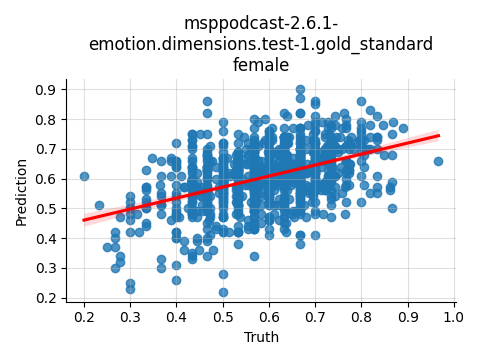 msppodcast-2.6.1-
emotion.dimensions.test-1.gold_standard
female
0.9
0.8
0.7
0.6
0.5
0.4
0.3
0.2
Prediction
0.2 0.3 0.4 0.5 0.6 0.7 0.8 0.9 1.0
Truth